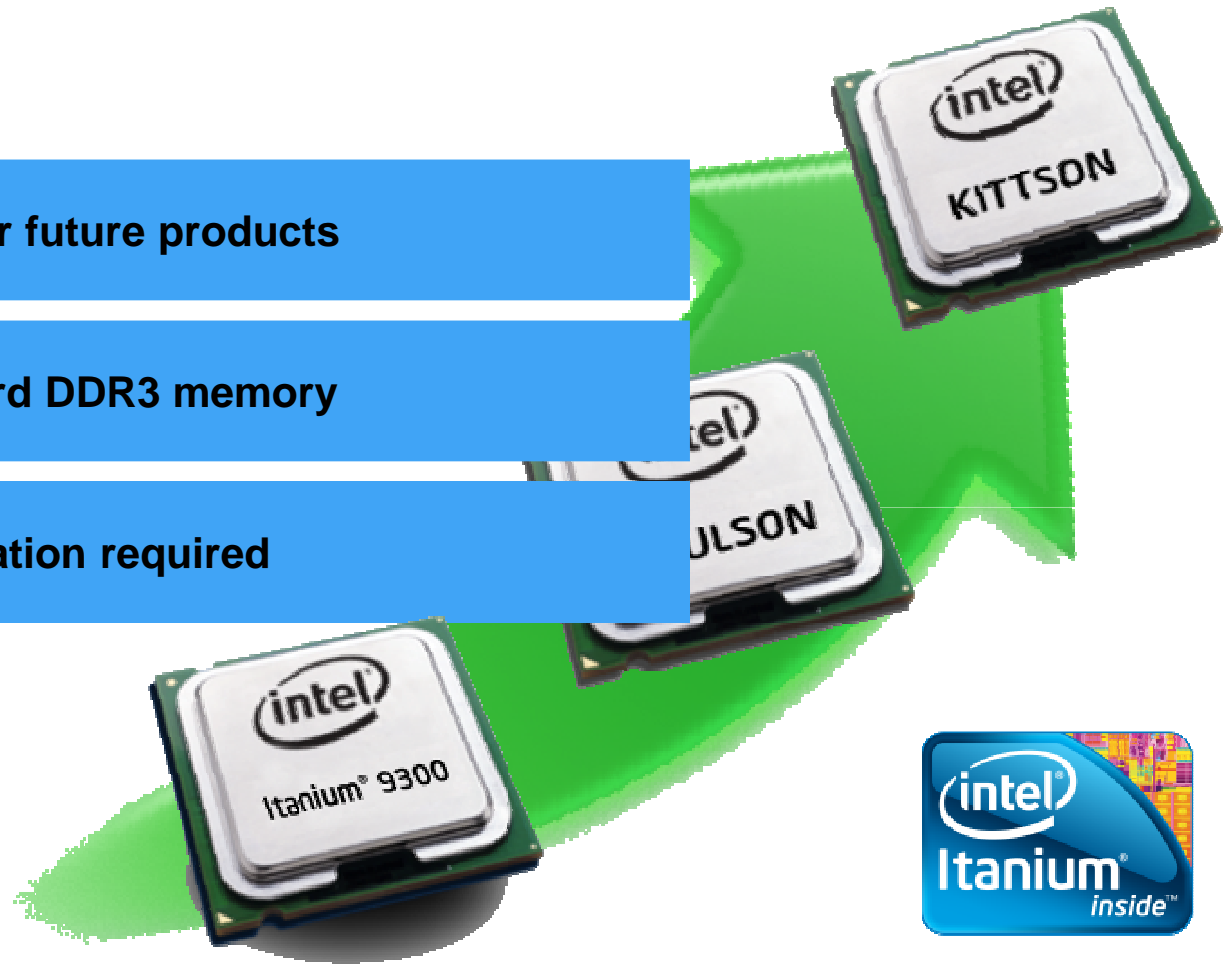 intel
KITTSON
r future products
rd DDR3 memory
tel
ULSON
ation required
intel
Itanium® 9300
intel®
Itanium®
inside™